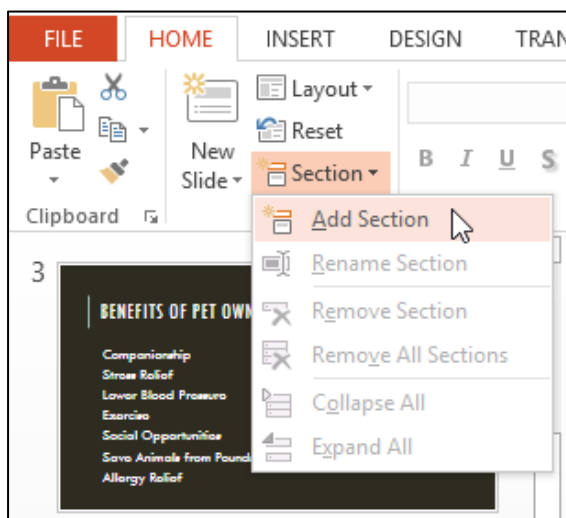 FILE HOME INSERT DESIGN TRAN
Layout
Reset
Paste New Slide Section B I U S
Clipboard
Add Section
Rename Section
Remove Section
Remove All Sections
Collapse All
Expand All
3
BENEFITS OF PET OWN
Companionship
Stress Relief
Lower Blood Pressure
Exercise
Social Opportunities
Save Animals from Pound
Allergy Relief